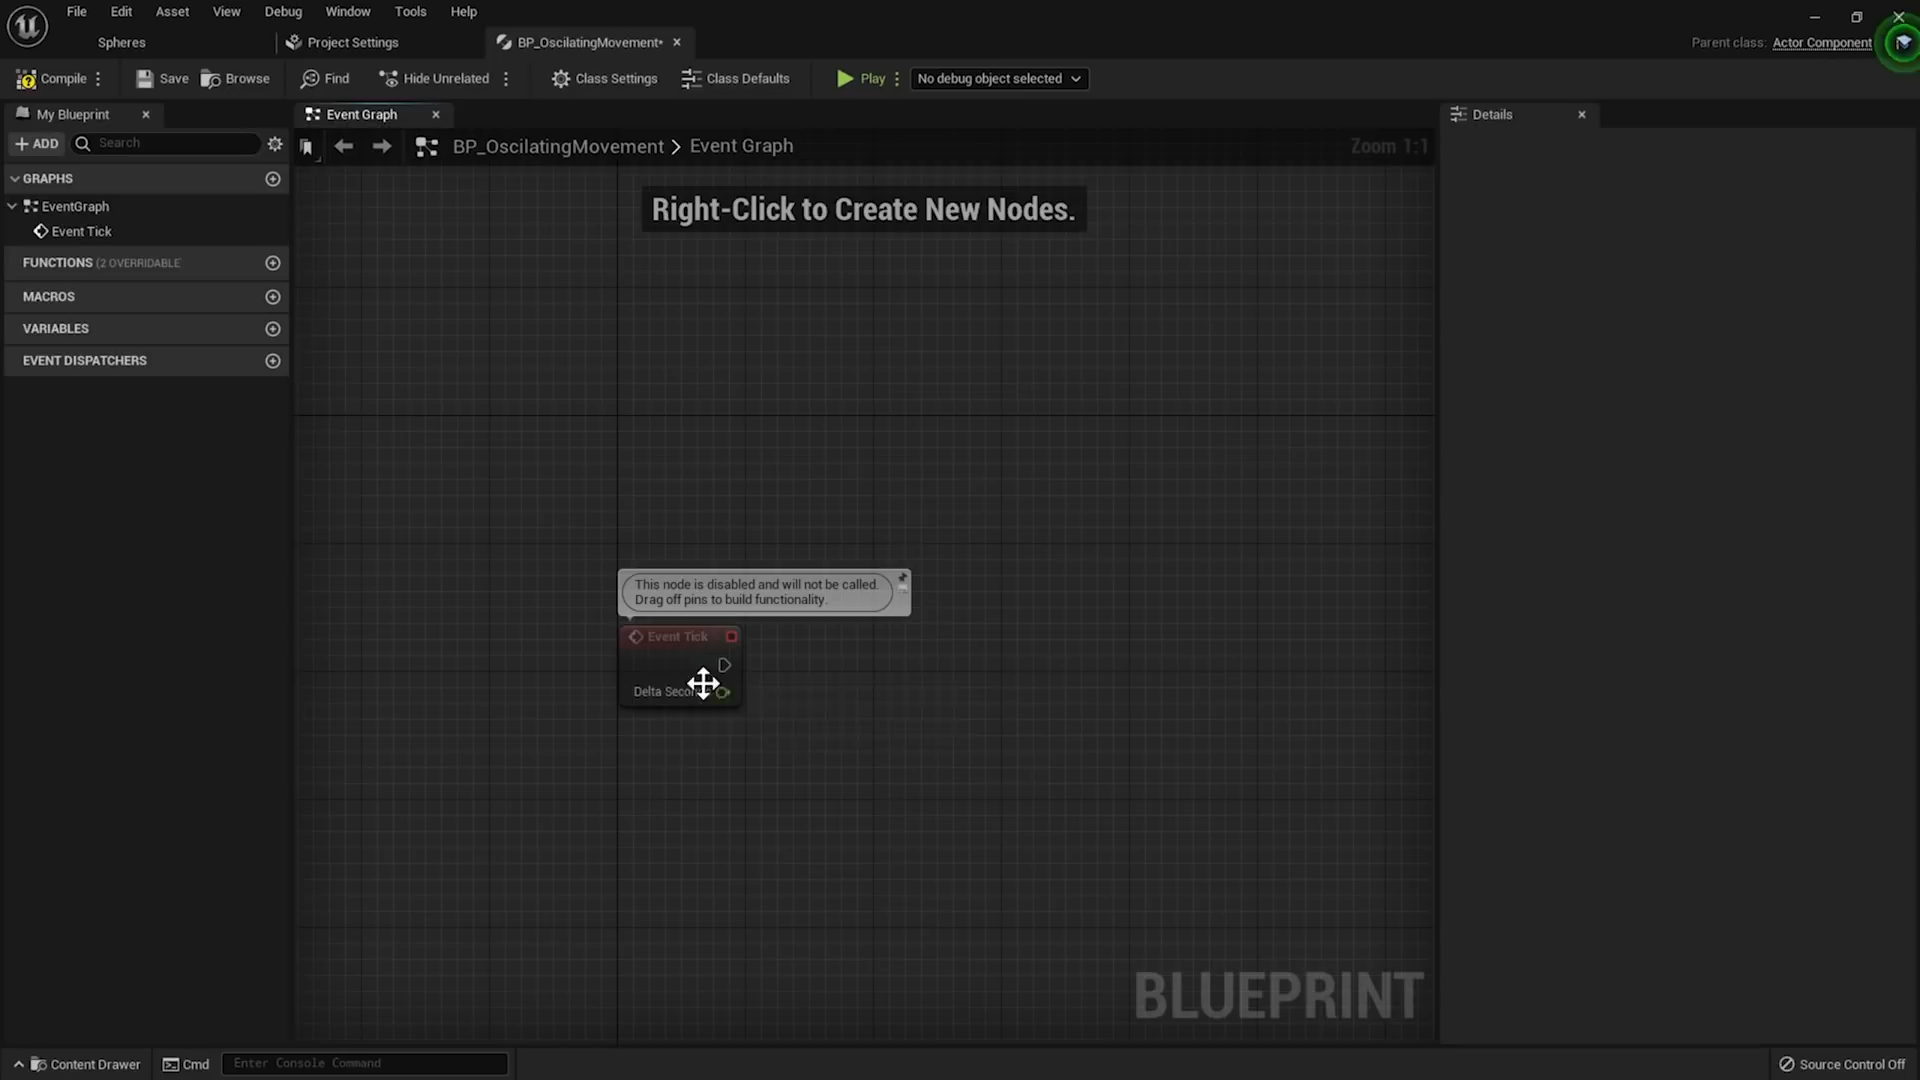 File Edit Asset View Debug Window Tools Help
Spheres Project Settings BP_OscilatingMovement* Parent class: Actor Component
Compile Save Browse Find Hide Unrelated Class Settings Class Defaults Play No debug object selected
My Blueprint Event Graph Details
ADD Search BP_OscilatingMovement > Event Graph Zoom 1:1
GRAPHS
EventGraph
Event Tick
FUNCTIONS (2 OVERRIDABLE
MACROS
VARIABLES
EVENT DISPATCHERS
Right-Click to Create New Nodes.
This node is disabled and will not be called.
Drag off pins to build functionality.
Event Tick
Delta
BLUEPRINT
Content Drawer Cmd Enter Console Command Source Control Off